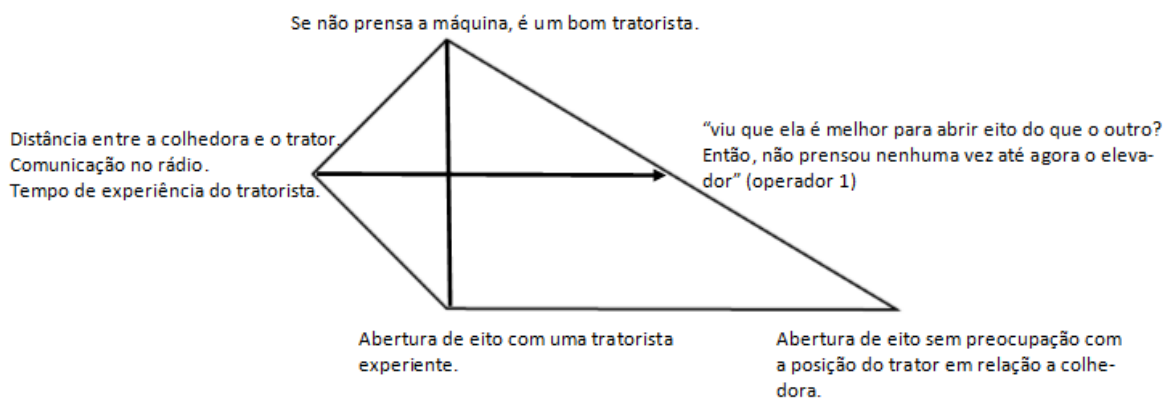 Se não prensa a máquina, é um bom tratorista.
Distância entre a colhedora e o trator.
Comunicação no rádio.
Tempo de experiência do tratorista.
“viu que ela é melhor para abrir eito do que o outro?
Então, não prensou nenhuma vez até agora o eleva-
dor” (operador 1)
Abertura de eito com uma tratorista
experiente.
Abertura de eito sem preocupação com
a posição do trator em relação a colhe-
dora.